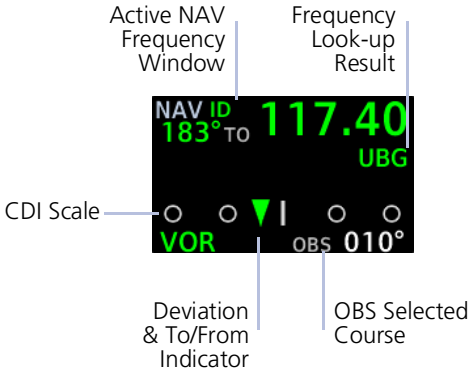 Active NAV
Frequency
Window
Frequency
Look-up
Result
NAV ID 117.40
183° TO
UBG
CDI Scale
VOR OBS 010°
Deviation
& To/From
Indicator
OBS Selected
Course